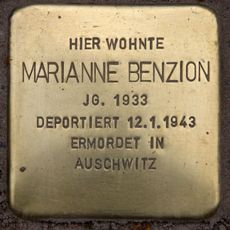 HIER WOHNTE
MARIANNE BENZION
JG. 1933
DEPORTIERT 12.1.1943
ERMORDET IN
AUSCHWITZ